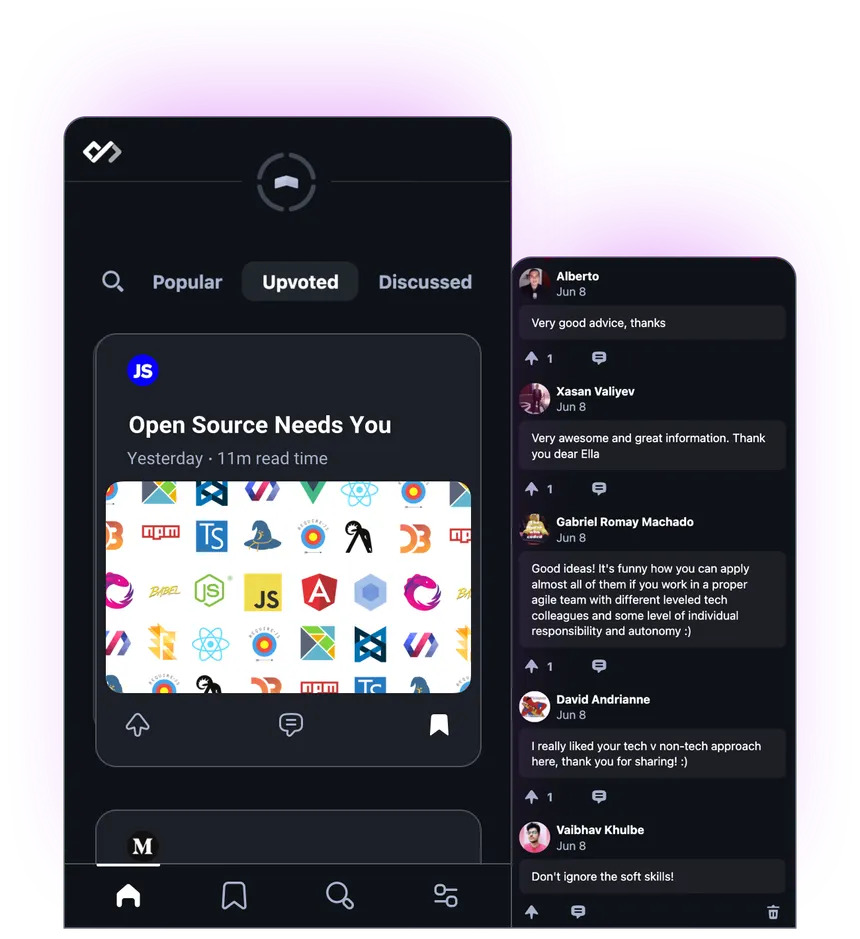 Popular
Upvoted
Discussed
JS
Open Source Needs You
Yesterday · 11m read time
REQUIRE JS
npm
TS
BABEL
JS
JS
REQUIRE JS
npm
M
Alberto
Jun 8
Very good advice, thanks
1
Xasan Valiyev
Jun 8
Very awesome and great information. Thank
you dear Ella
1
Gabriel Romay Machado
Jun 8
Good ideas! It's funny how you can apply
almost all of them if you work in a proper
agile team with different leveled tech
colleagues and some level of individual
responsibility and autonomy :)
1
David Andrianne
Jun 8
I really liked your tech v non-tech approach
here, thank you for sharing! :)
1
Vaibhav Khulbe
Jun 8
Don't ignore the soft skills!